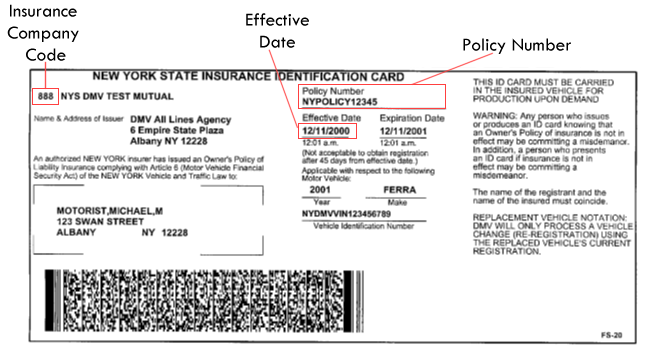 Insurance
Company
Code
Effective
Date
Policy Number
NEW YORK STATE INSURANCE IDENTIFICATION CARD
888 NYS DMV TEST MUTUAL
Name & Address of Issuer DMV All Lines Agency
6 Empire State Plaza
Albany NY 12228
An authorized NEW YORK insurer has issued an Owner's Policy of
Liability Insurance complying with Article 6 (Motor Vehicle Financial
Security Act) of the NEW YORK Vehicle and Traffic Law to:
MOTORIST,MICHAEL,M
123 SWAN STREET
ALBANY NY 12228
Policy Number
NYPOLICY12345
Effective Date Expiration Date
12/11/2000 12/11/2001
12:01 a.m. 12:01 a.m.
(Not acceptable to obtain registration
after 45 days from effective date.)
Applicable with respect to the following
Motor Vehicle:
2001 FERRA
Year Make
NYDMVVIN123456789
Vehicle Identification Number
THIS ID CARD MUST BE CARRIED
IN THE INSURED VEHICLE FOR
PRODUCTION UPON DEMAND
WARNING: Any person who issues
or produces an ID card knowing that
an Owner's Policy of insurance is not in
effect may be committing a misdemanor.
In addition, a person who presents
an ID card if insurance is not in
effect may be committing a
misdemeanor.
The name of the registrant and the
name of the insured must coincide.
REPLACEMENT VEHICLE NOTATION:
DMV WILL ONLY PROCESS A VEHICLE
CHANGE (RE-REGISTRATION) USING
THE REPLACED VEHICLE'S CURRENT
REGISTRATION.
FS-20